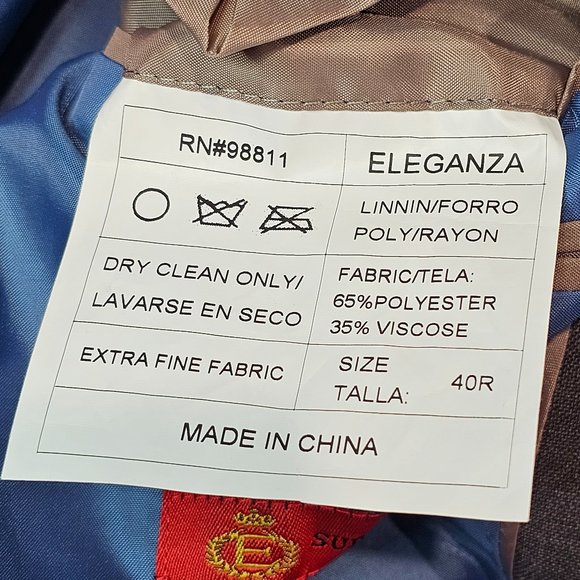 RN#98811
ELEGANZA
LINNIN/FORRO
POLY/RAYON
DRY CLEAN ONLY/
LAVARSE EN SECO
FABRIC/TELA:
65%POLYESTER
35% VISCOSE
EXTRA FINE FABRIC
SIZE
TALLA: 40R
MADE IN CHINA
E